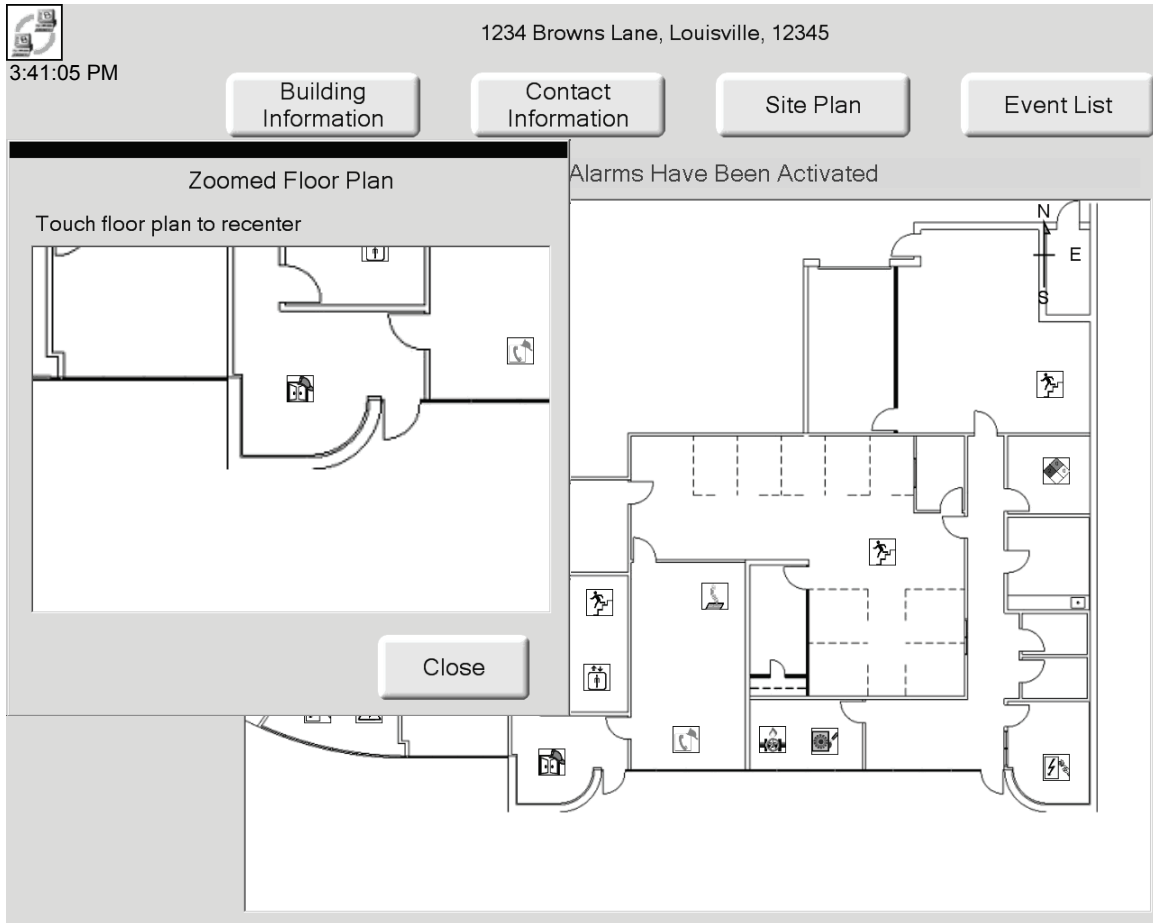 1234 Browns Lane, Louisville, 12345
3:41:05 PM
Building
Information
Contact
Information
Site Plan
Event List
Alarms Have Been Activated
Zoomed Floor Plan
Touch floor plan to recenter
N
E
S
Close